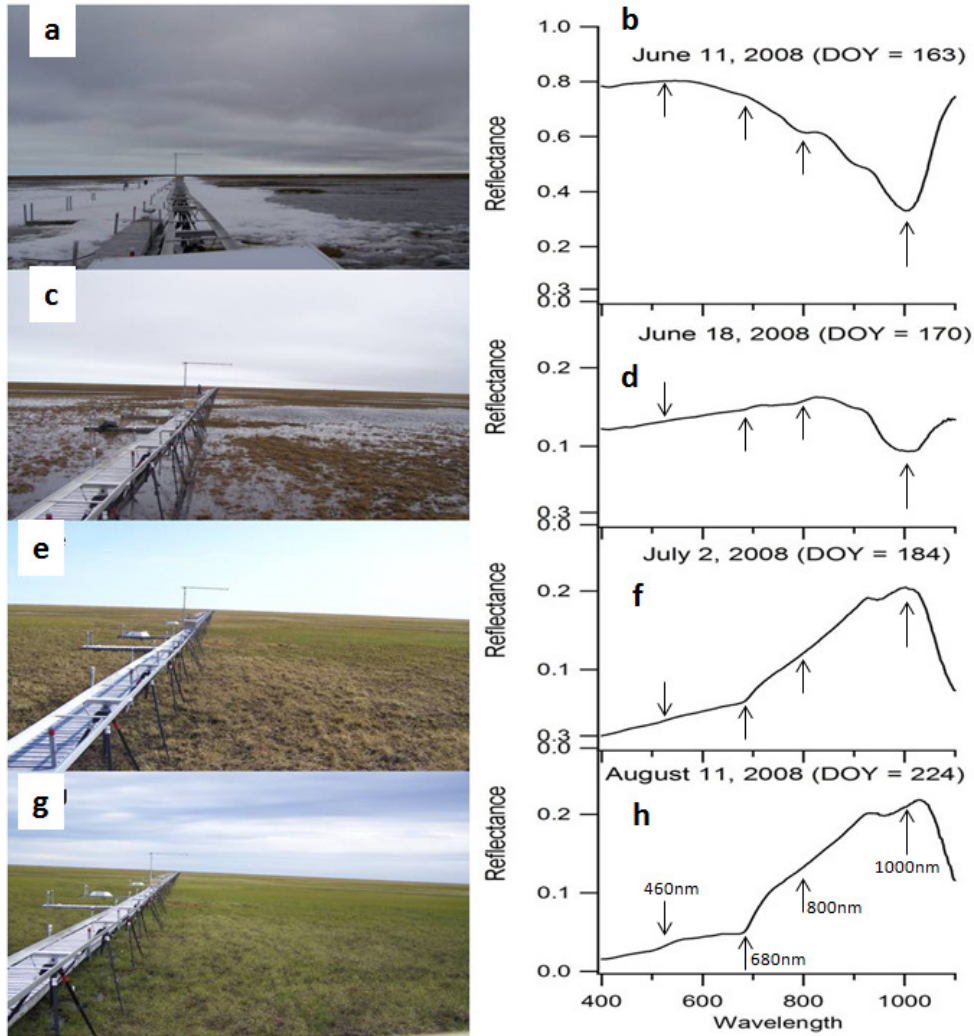 a
b
June 11, 2008 (DOY = 163)
1.0
0.8
0.6
0.4
0.2
Reflectance
c
0.3
0.0
June 18, 2008 (DOY = 170)
d
0.2
0.1
Reflectance
e
0.3
0.0
July 2, 2008 (DOY = 184)
f
0.2
0.1
Reflectance
g
0.3
0.0
August 11, 2008 (DOY = 224)
h
0.2
0.1
0.0
Reflectance
460nm
680nm
800nm
1000nm
400 600 800 1000
Wavelength